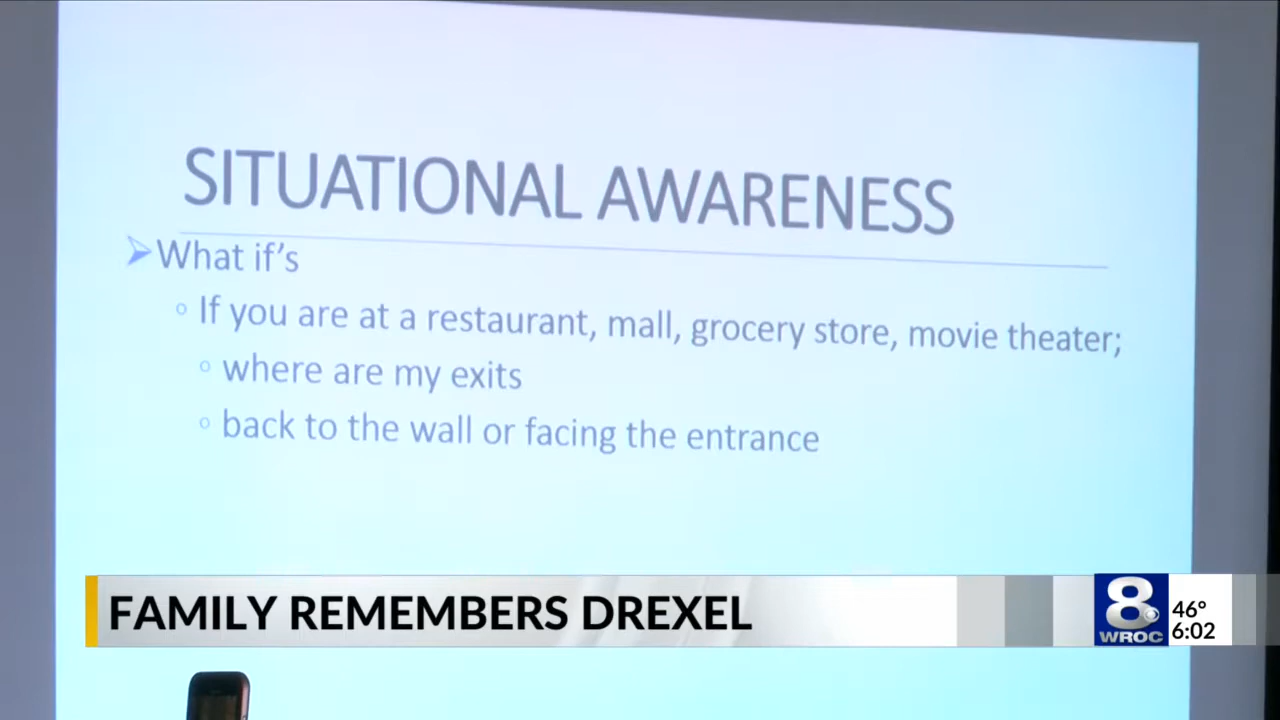 SITUATIONAL AWARENESS
What if's
If you are at a restaurant, mall, grocery store, movie theater;
where are my exits
back to the wall or facing the entrance
FAMILY REMEMBERS DREXEL
8
WROC
46°
6:02